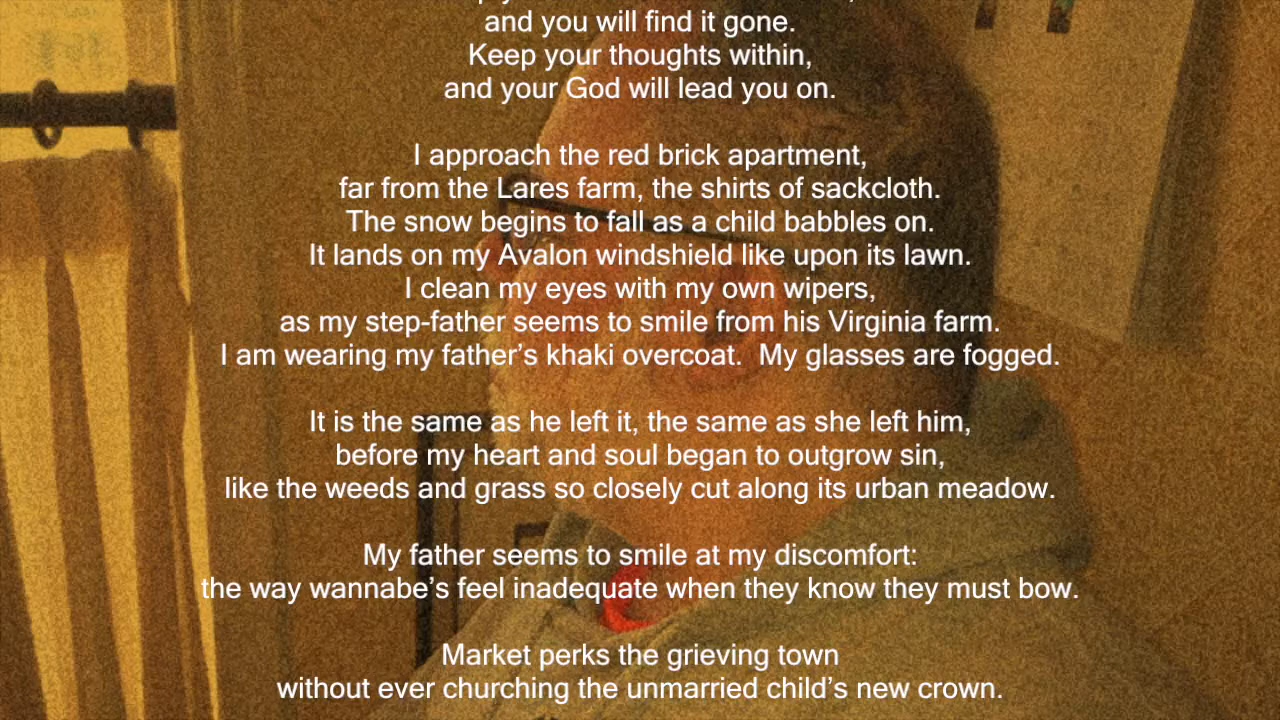 and you will find it gone.
Keep your thoughts within,
and your God will lead you on.
I approach the red brick apartment,
far from the Lares farm, the shirts of sackcloth.
The snow begins to fall as a child babbles on.
It lands on my Avalon windshield like upon its lawn.
I clean my eyes with my own wipers,
as my step-father seems to smile from his Virginia farm.
I am wearing my father’s khaki overcoat.  My glasses are fogged.
It is the same as he left it, the same as she left him,
before my heart and soul began to outgrow sin,
like the weeds and grass so closely cut along its urban meadow.
My father seems to smile at my discomfort:
the way wannabe’s feel inadequate when they know they must bow.
Market perks the grieving town
without ever churching the unmarried child’s new crown.